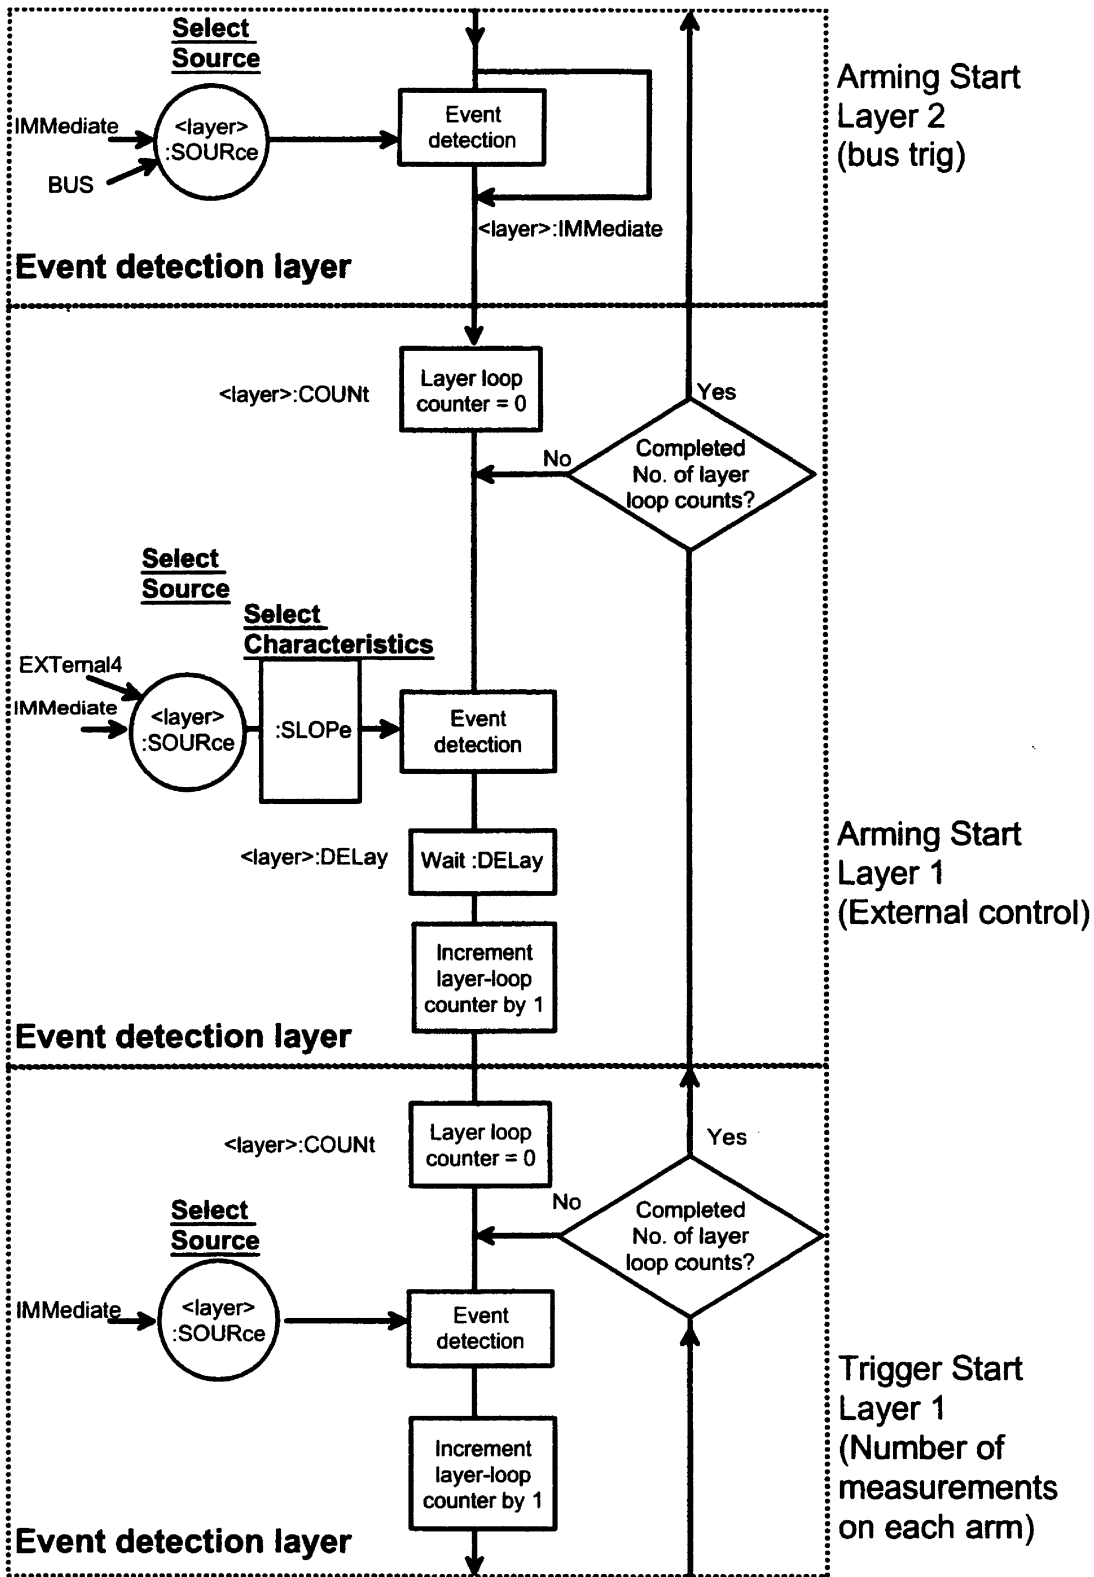 Select
Source
IMMediate
BUS
<layer>
:SOURce
Event
detection
<layer>:IMMediate
Event detection layer
Arming Start
Layer 2
(bus trig)
<layer>:COUNt
Layer loop
counter = 0
Yes
No
Completed
No. of layer
loop counts?
Select
Source
Select
Characteristics
EXTernal4
IMMediate
<layer>
:SOURce
:SLOPe
Event
detection
<layer>:DELay
Wait :DELay
Increment
layer-loop
counter by 1
Event detection layer
Arming Start
Layer 1
(External control)
<layer>:COUNt
Layer loop
counter = 0
Yes
No
Completed
No. of layer
loop counts?
Select
Source
IMMediate
<layer>
:SOURce
Event
detection
Increment
layer-loop
counter by 1
Event detection layer
Trigger Start
Layer 1
(Number of
measurements
on each arm)